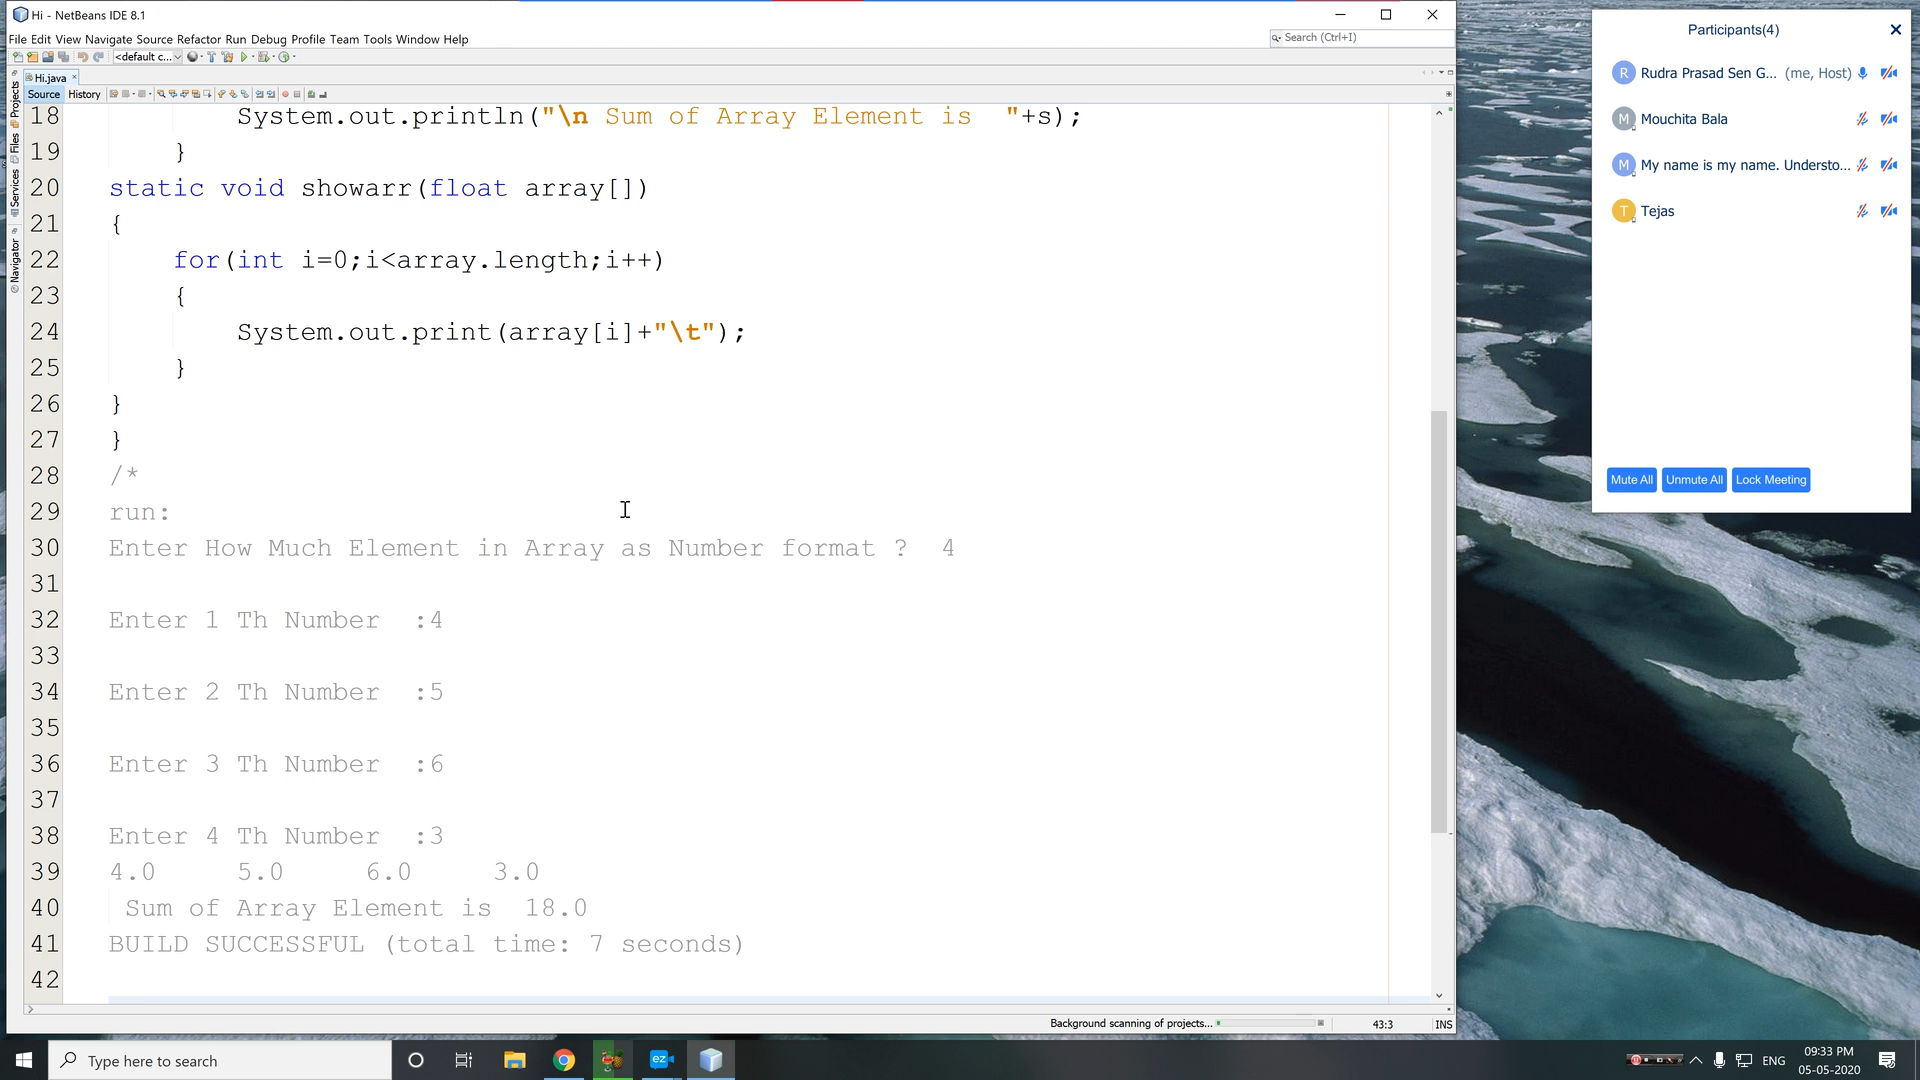 Hi - NetBeans IDE 8.1
File Edit View Navigate Source Refactor Run Debug Profile Team Tools Window Help
Search (Ctrl+I)
<default c...
Hi.java
Source History
Projects
Files
Services
Navigator
18 System.out.println("\n Sum of Array Element is  "+s);
19 }
20 static void showarr(float array[])
21 {
22 for(int i=0;i<array.length;i++)
23 {
24 System.out.print(array[i]+"\t");
25 }
26 }
27 }
28 /*
29 run:
30 Enter How Much Element in Array as Number format ?  4
31
32 Enter 1 Th Number  :4
33
34 Enter 2 Th Number  :5
35
36 Enter 3 Th Number  :6
37
38 Enter 4 Th Number  :3
39 4.0 5.0 6.0 3.0
40 Sum of Array Element is  18.0
41 BUILD SUCCESSFUL (total time: 7 seconds)
42
Background scanning of projects...
43:3
INS
Participants(4)
R Rudra Prasad Sen G... (me, Host)
M Mouchita Bala
M My name is my name. Understo...
T Tejas
Mute All Unmute All Lock Meeting
Type here to search
ez
ENG
09:33 PM
05-05-2020